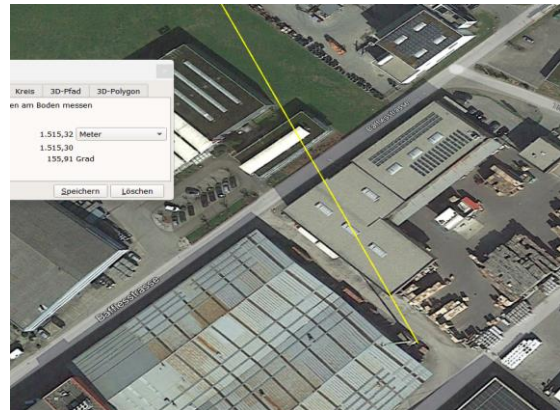 Kreis 3D-Pfad 3D-Polygon
en am Boden messen
1.515,32 Meter
1.515,30
155,91 Grad
Speichern Löschen